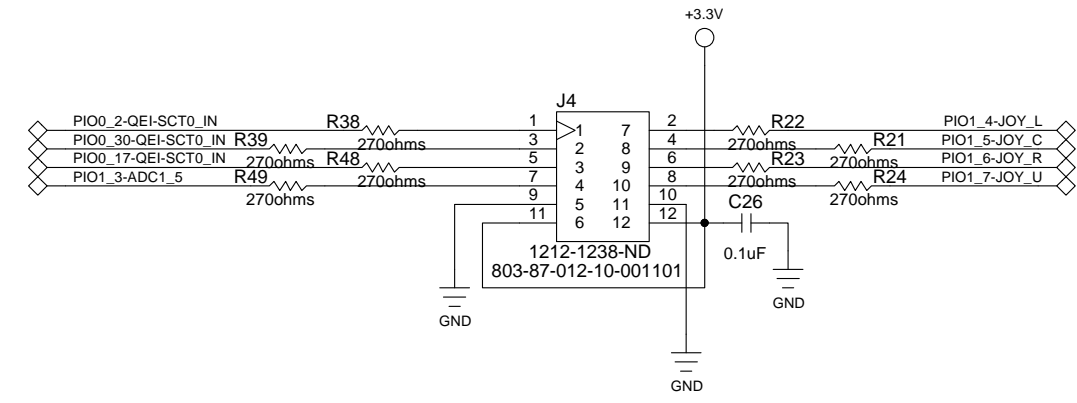 +3.3V
J4
PIO0_2-QEI-SCT0_IN R38 1 1 7 2 R22 PIO1_4-JOY_L
270ohms 270ohms
PIO0_30-QEI-SCT0_IN R39 3 2 8 4 R21 PIO1_5-JOY_C
270ohms 270ohms
PIO0_17-QEI-SCT0_IN R48 5 3 9 6 R23 PIO1_6-JOY_R
270ohms 270ohms
PIO1_3-ADC1_5 R49 7 4 10 8 R24 PIO1_7-JOY_U
270ohms 270ohms
9 5 11 10 C26
11 6 12 12
0.1uF
1212-1238-ND
803-87-012-10-001101
GND
GND
GND